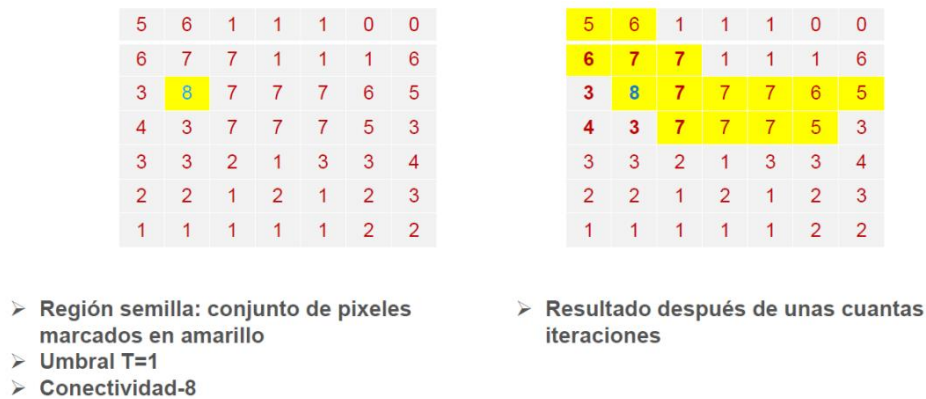 5 6 1 1 1 0 0
6 7 7 1 1 1 6
3 8 7 7 7 6 5
4 3 7 7 7 5 3
3 3 2 1 3 3 4
2 2 1 2 1 2 3
1 1 1 1 1 2 2
➢ Región semilla: conjunto de pixeles
marcados en amarillo
➢ Umbral T=1
➢ Conectividad-8
5 6 1 1 1 0 0
6 7 7 1 1 1 6
3 8 7 7 7 6 5
4 3 7 7 7 5 3
3 3 2 1 3 3 4
2 2 1 2 1 2 3
1 1 1 1 1 2 2
➢ Resultado después de unas cuantas
iteraciones